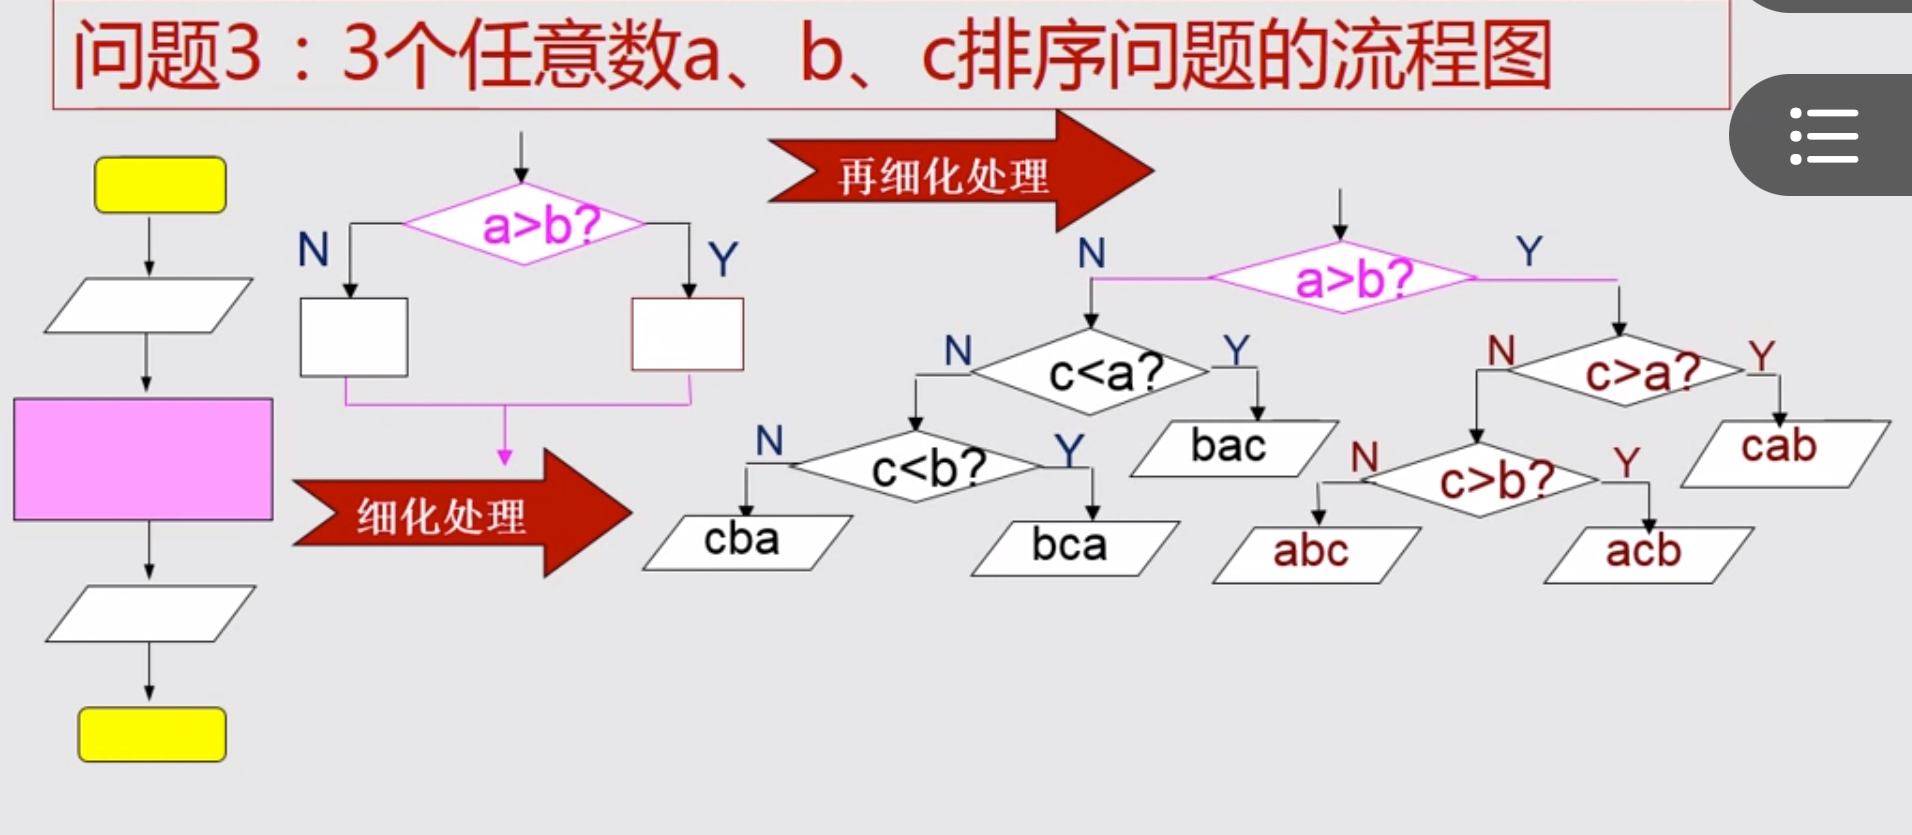 问题3：3个任意数a、b、c排序问题的流程图
再细化处理
a>b?
N
Y
N
a>b?
Y
N
c<a?
Y
N
c>a?
Y
bac
cab
N
c<b?
Y
N
c>b?
Y
细化处理
cba
bca
abc
acb